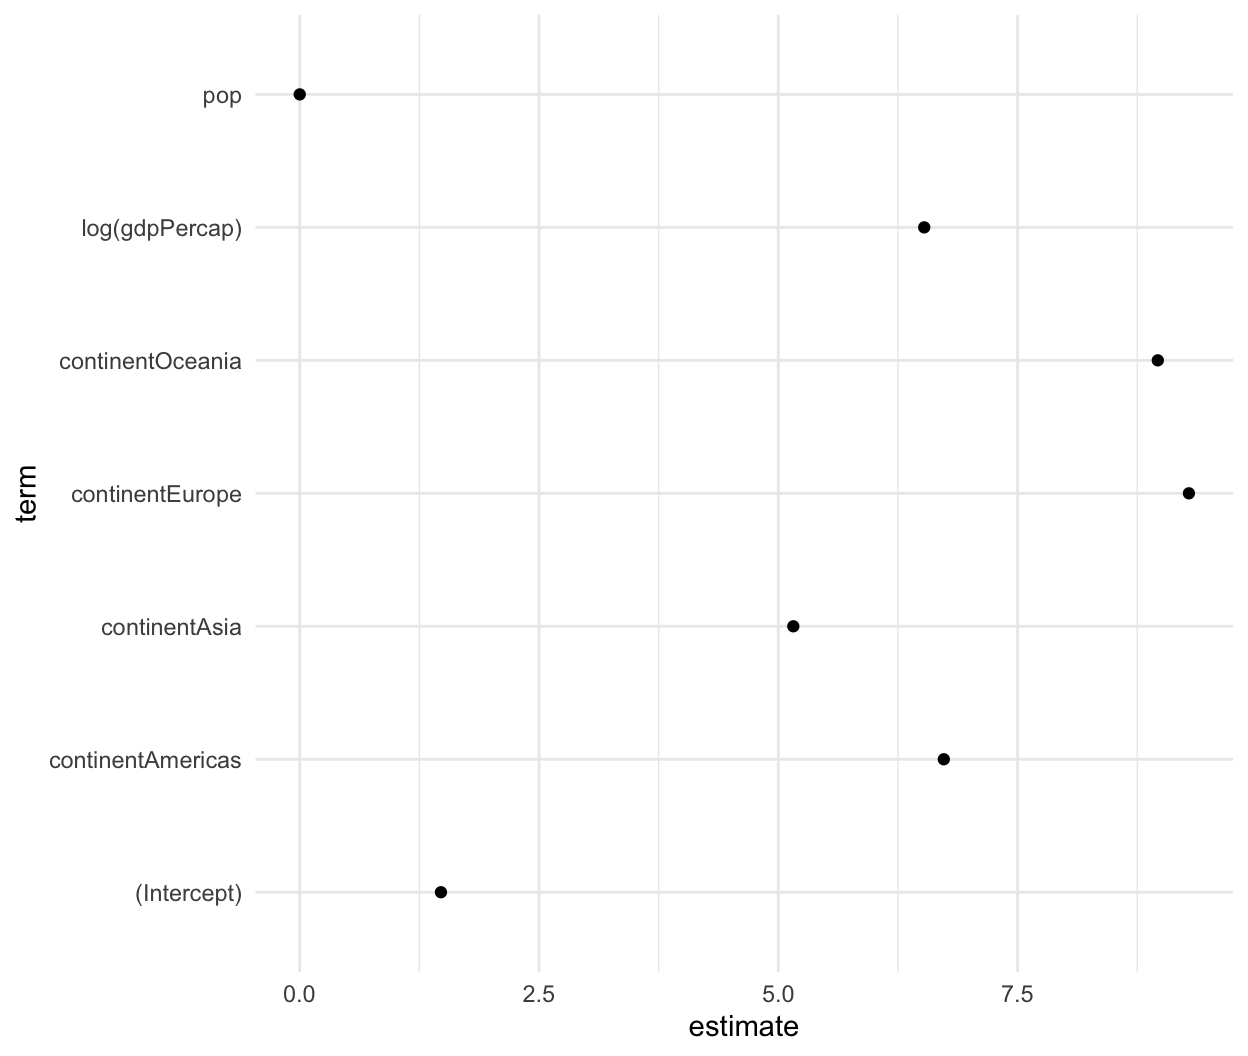 pop
log(gdpPercap)
continentOceania
continentEurope
term
continentAsia
continentAmericas
(Intercept)
0.0 2.5 5.0 7.5
estimate